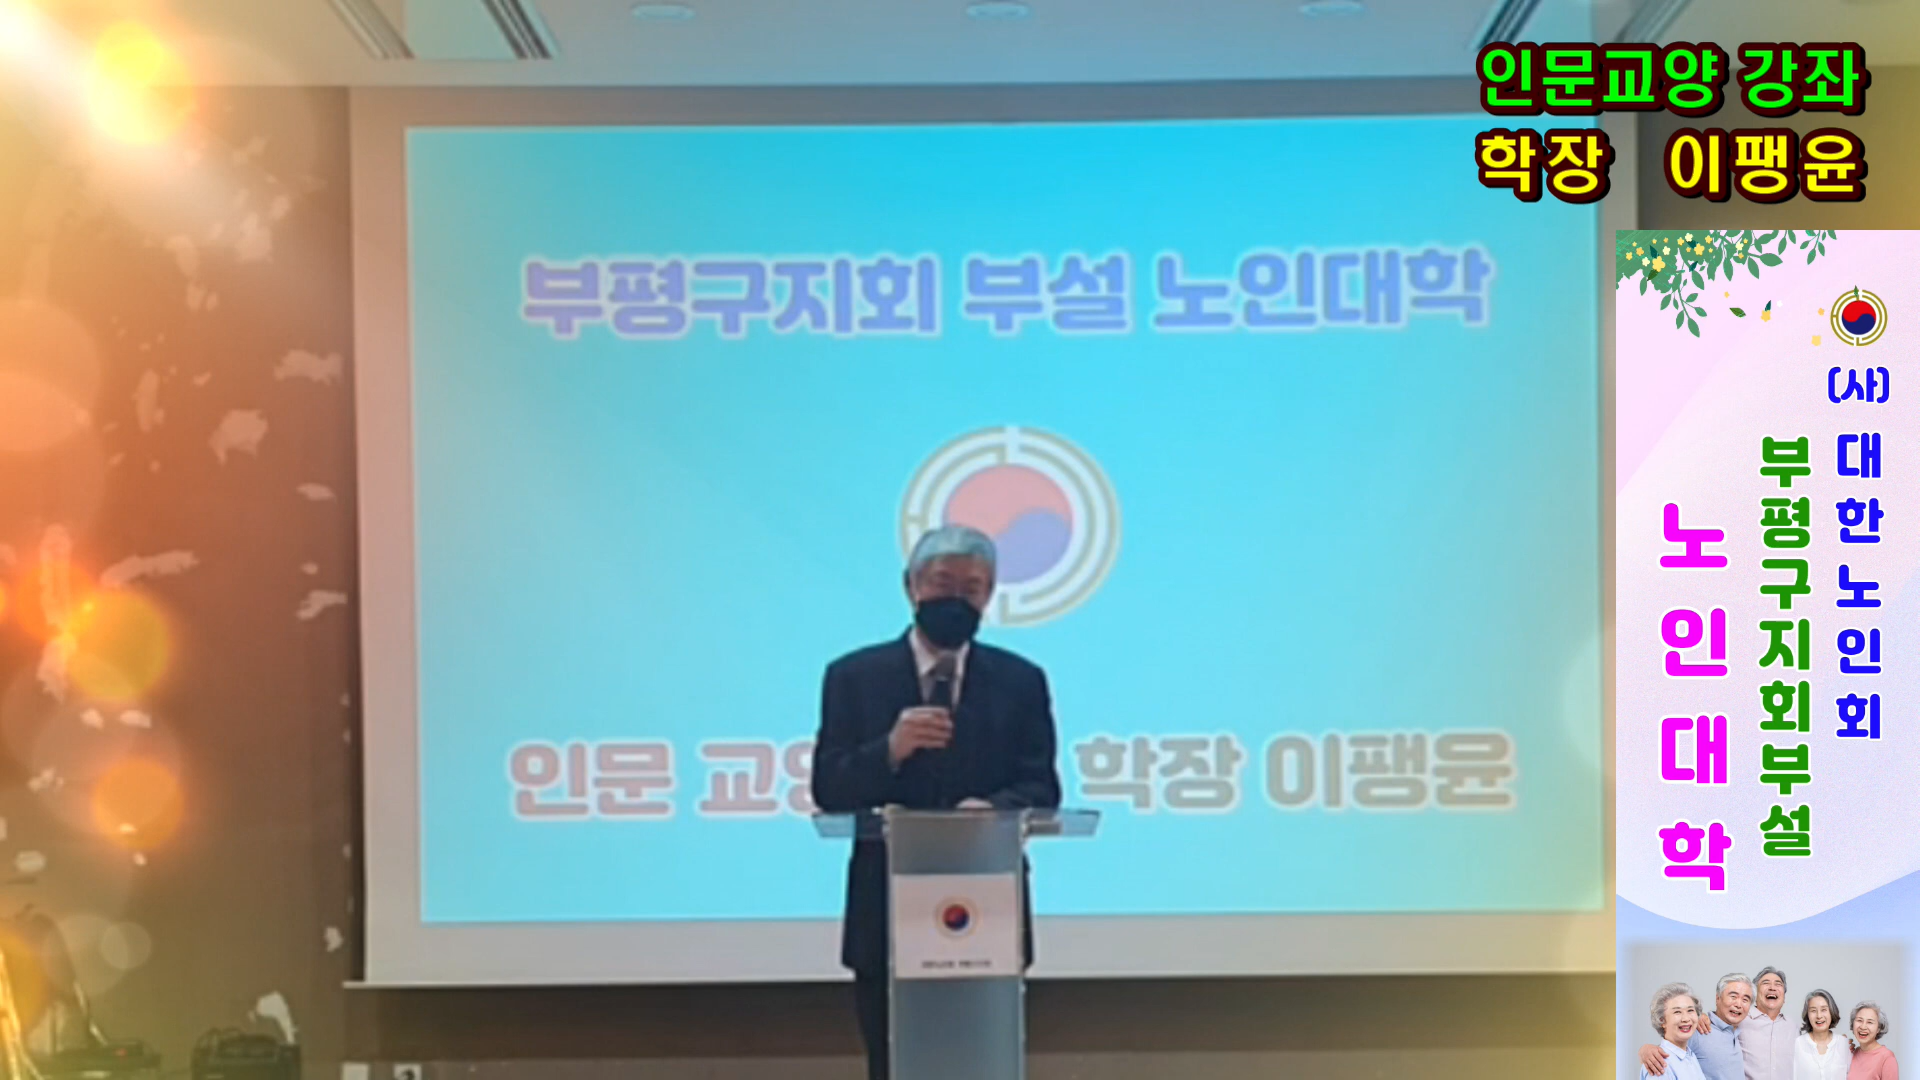 인문교양 강좌
학장 이팽윤
부평구지회 부설 노인대학
인문 교양 학장 이팽윤
(사) 대한노인회
부평구지회부설
노인대학